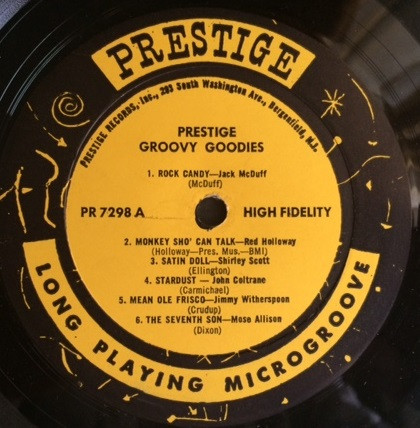 PRESTIGE
PRESTIGE RECORDS, INC., 203 South Washington Ave., Bergenfield, N.J.
PRESTIGE
GROOVY GOODIES
1. ROCK CANDY—Jack McDuff
(McDuff)
PR 7298 A
HIGH FIDELITY
2. MONKEY SHO' CAN TALK—Red Holloway
(Holloway—Pres. Mus.—BMI)
3. SATIN DOLL—Shirley Scott
(Ellington)
4. STARDUST — John Coltrane
(Carmichael)
5. MEAN OLE FRISCO—Jimmy Witherspoon
(Crudup)
6. THE SEVENTH SON—Mose Allison
(Dixon)
LONG PLAYING MICROGROOVE